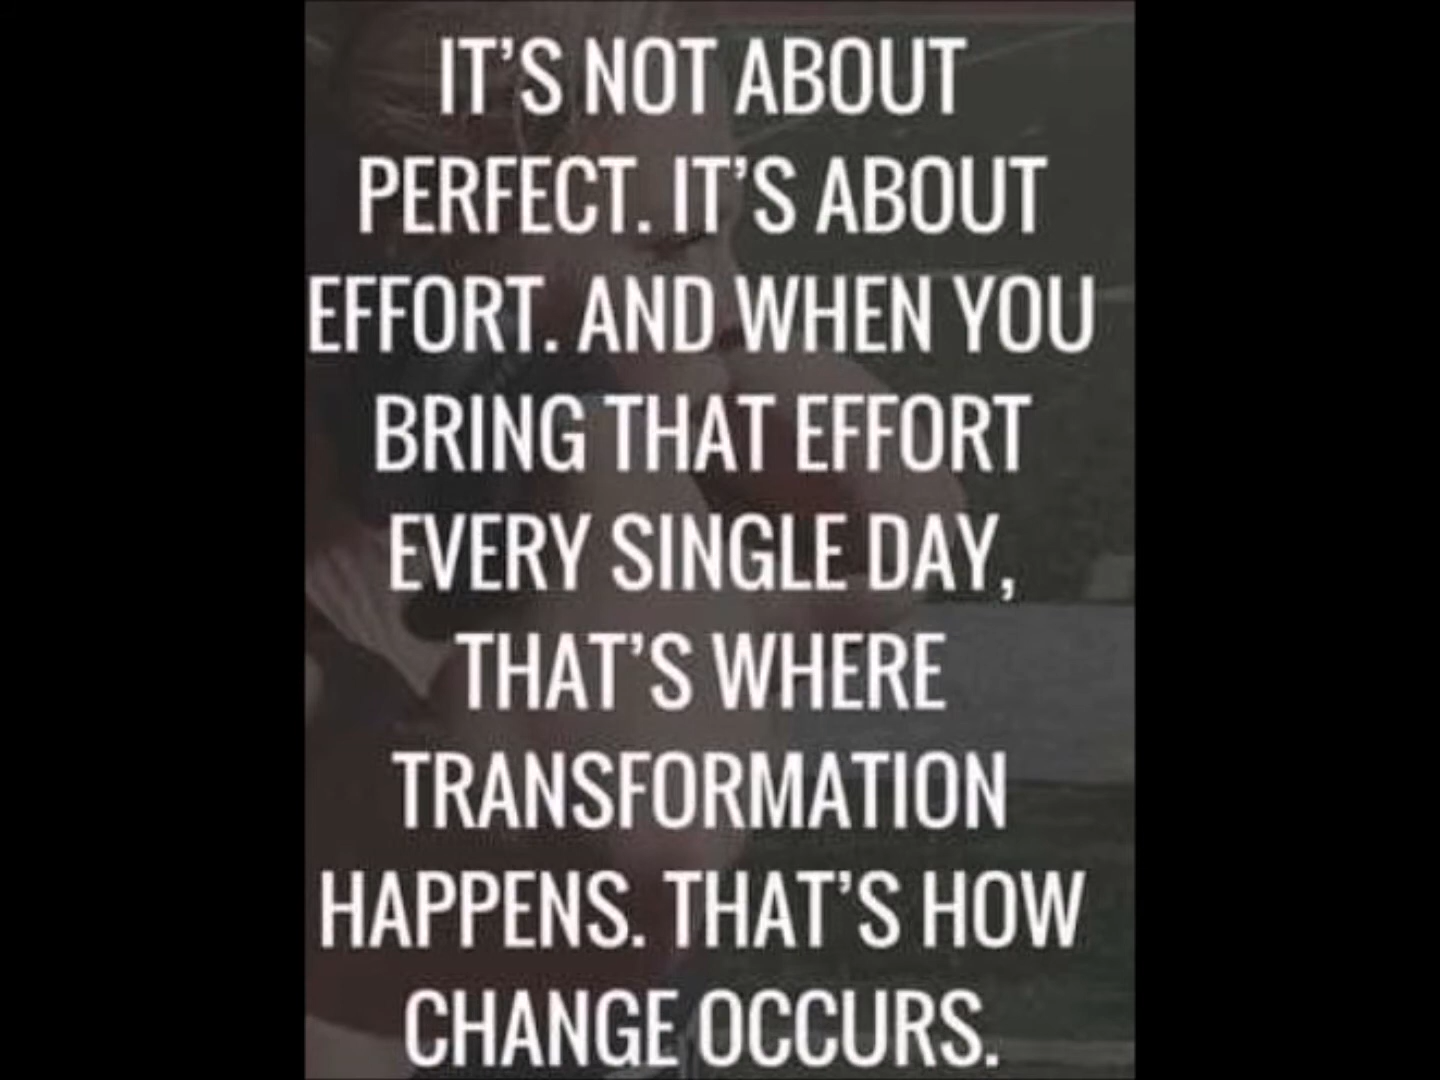 IT’S NOT ABOUT
PERFECT. IT’S ABOUT
EFFORT. AND WHEN YOU
BRING THAT EFFORT
EVERY SINGLE DAY,
THAT’S WHERE
TRANSFORMATION
HAPPENS. THAT’S HOW
CHANGE OCCURS.